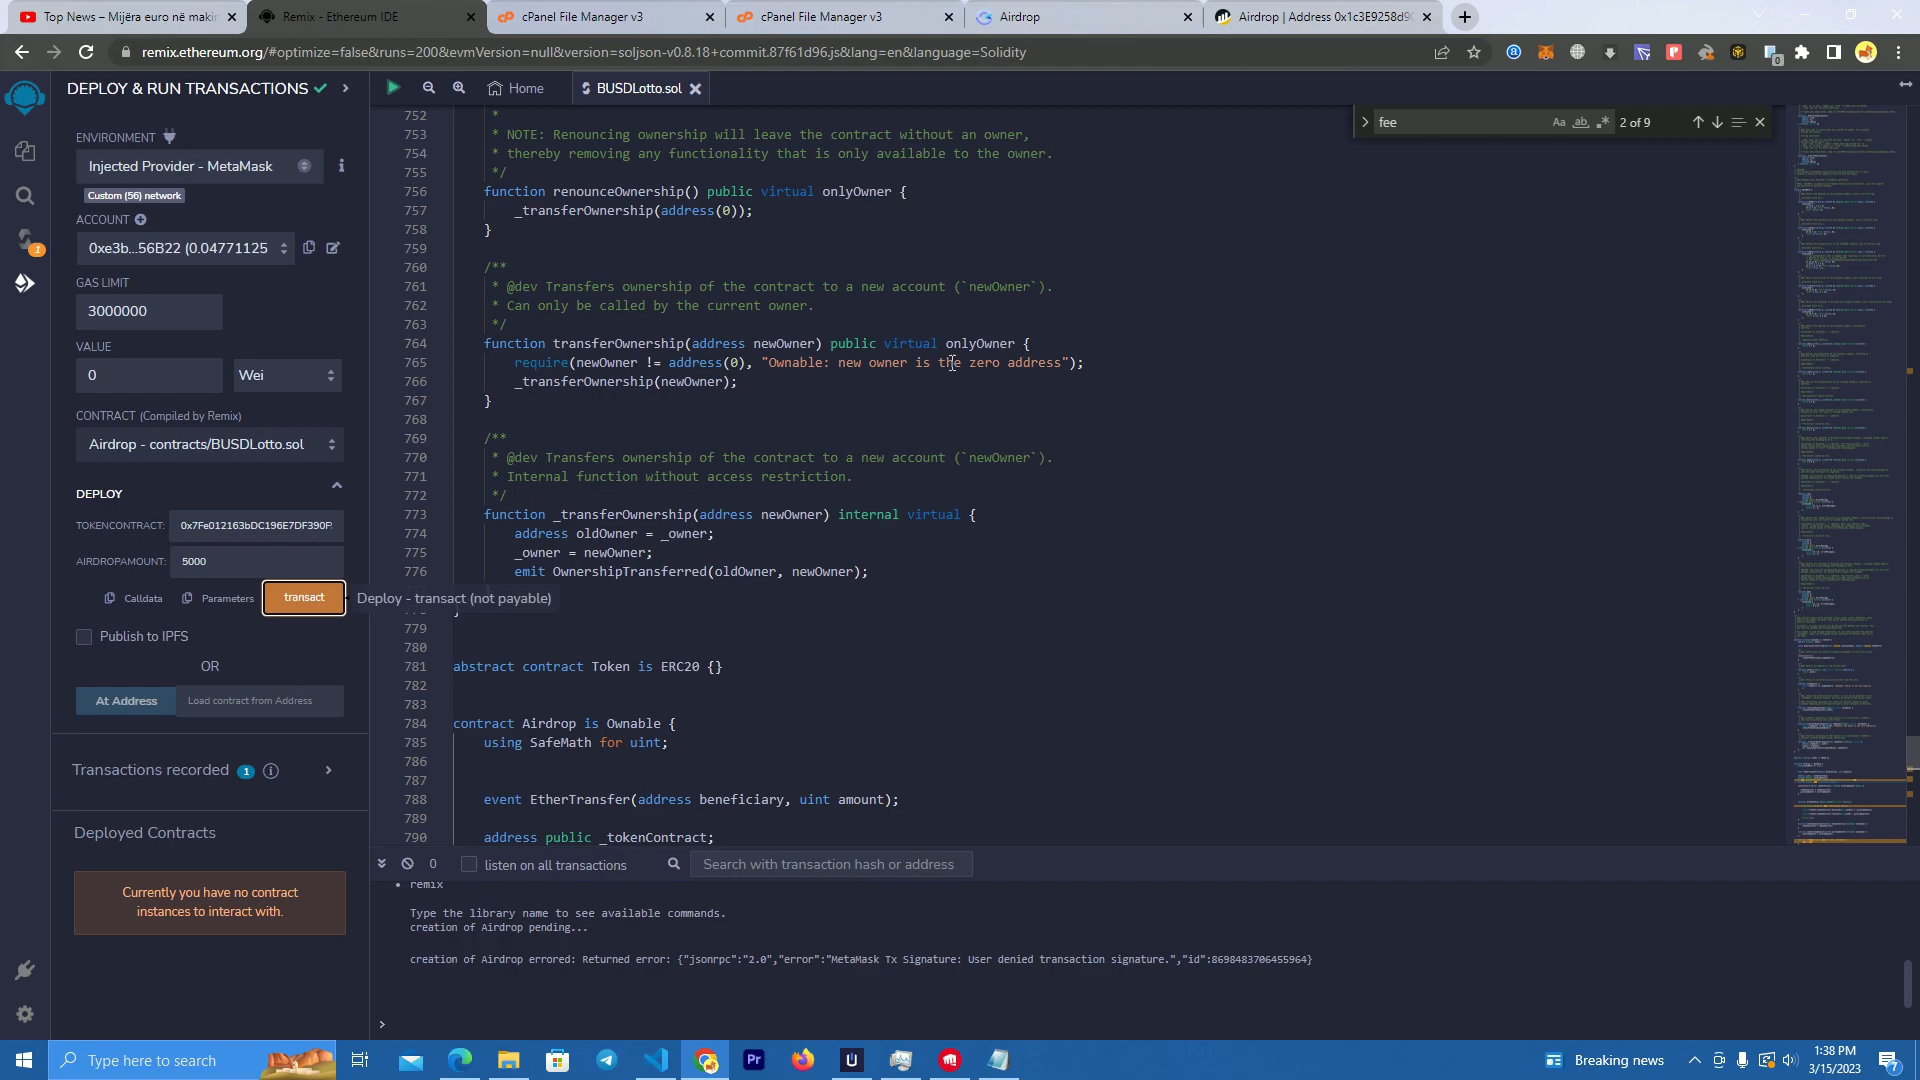 Top News – Mijëra euro në makin
Remix - Ethereum IDE
cPanel File Manager v3
cPanel File Manager v3
Airdrop
Airdrop | Address 0x1c3E9258d90
remix.ethereum.org/#optimize=false&runs=200&evmVersion=null&version=soljson-v0.8.18+commit.87f61d96.js&lang=en&language=Solidity
DEPLOY & RUN TRANSACTIONS
Home
BUSDLotto.sol
fee
Aa
ab
2 of 9
ENVIRONMENT
Injected Provider - MetaMask
Custom (56) network
ACCOUNT
0xe3b...56B22 (0.04771125
GAS LIMIT
3000000
VALUE
0
Wei
CONTRACT (Compiled by Remix)
Airdrop - contracts/BUSDLotto.sol
DEPLOY
TOKENCONTRACT:
0x7Fe012163bDC196E7DF390F
AIRDROPAMOUNT:
5000
Calldata
Parameters
transact
Deploy - transact (not payable)
Publish to IPFS
OR
At Address
Load contract from Address
Transactions recorded 1
Deployed Contracts
Currently you have no contract
instances to interact with.
752 *
753 * NOTE: Renouncing ownership will leave the contract without an owner,
754 * thereby removing any functionality that is only available to the owner.
755 */
756 function renounceOwnership() public virtual onlyOwner {
757 _transferOwnership(address(0));
758 }
759
760 /**
761 * @dev Transfers ownership of the contract to a new account (`newOwner`).
762 * Can only be called by the current owner.
763 */
764 function transferOwnership(address newOwner) public virtual onlyOwner {
765 require(newOwner != address(0), "Ownable: new owner is the zero address");
766 _transferOwnership(newOwner);
767 }
768
769 /**
770 * @dev Transfers ownership of the contract to a new account (`newOwner`).
771 * Internal function without access restriction.
772 */
773 function _transferOwnership(address newOwner) internal virtual {
774 address oldOwner = _owner;
775 _owner = newOwner;
776 emit OwnershipTransferred(oldOwner, newOwner);
779
780
781 abstract contract Token is ERC20 {}
782
783
784 contract Airdrop is Ownable {
785 using SafeMath for uint;
786
787
788 event EtherTransfer(address beneficiary, uint amount);
789
790 address public _tokenContract;
0
listen on all transactions
Search with transaction hash or address
remix
Type the library name to see available commands.
creation of Airdrop pending...
creation of Airdrop errored: Returned error: {"jsonrpc":"2.0","error":"MetaMask Tx Signature: User denied transaction signature.","id":8698483706455964}
>
Type here to search
Pr
Breaking news
1:38 PM
3/15/2023
7